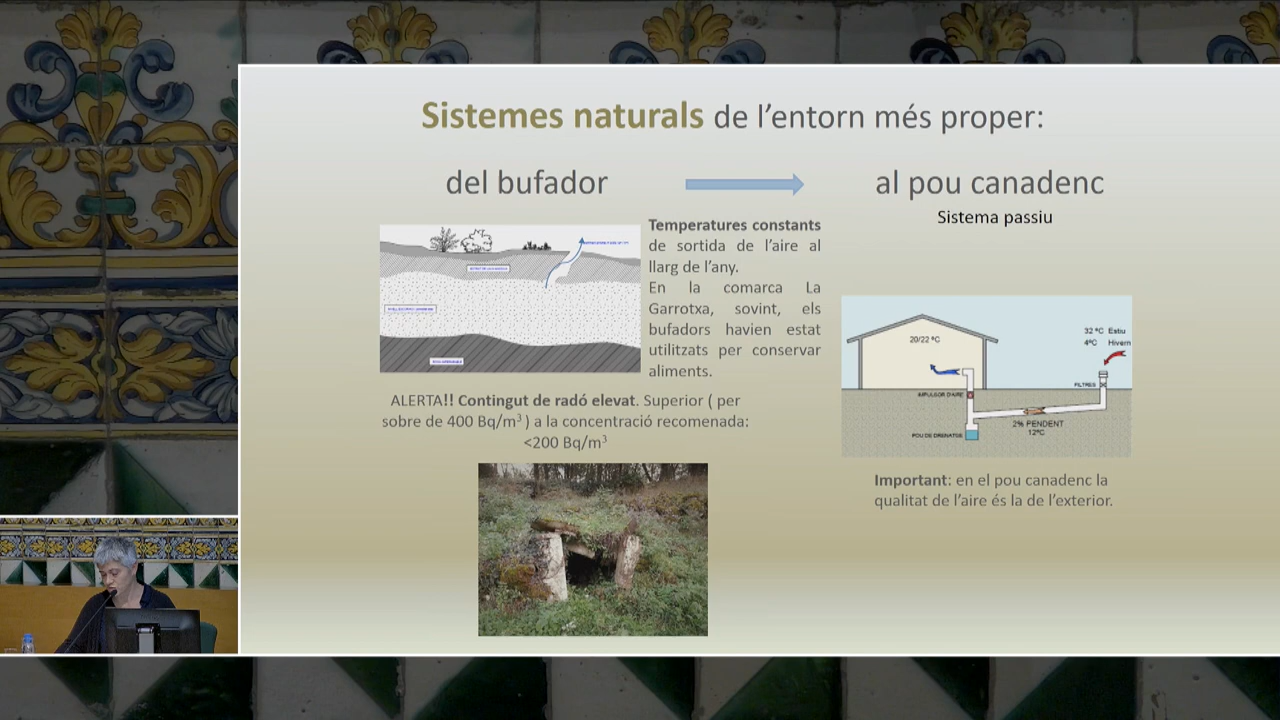 Sistemes naturals de l’entorn més proper:
del bufador
al pou canadenc
Sistema passiu
Temperatures constants
de sortida de l’aire al
llarg de l’any.
En la comarca La
Garrotxa, sovint, els
bufadors havien estat
utilitzats per conservar
aliments.
ALERTA!! Contingut de radó elevat. Superior ( per
sobre de 400 Bq/m³ ) a la concentració recomenada:
<200 Bq/m³
20/22 ºC
32 ºC Estiu
4ºC Hivern
FILTRES
IMPULSOR D'AIRE
2% PENDENT
12ºC
POU DE DRENATGE
Important: en el pou canadenc la
qualitat de l’aire és la de l’exterior.